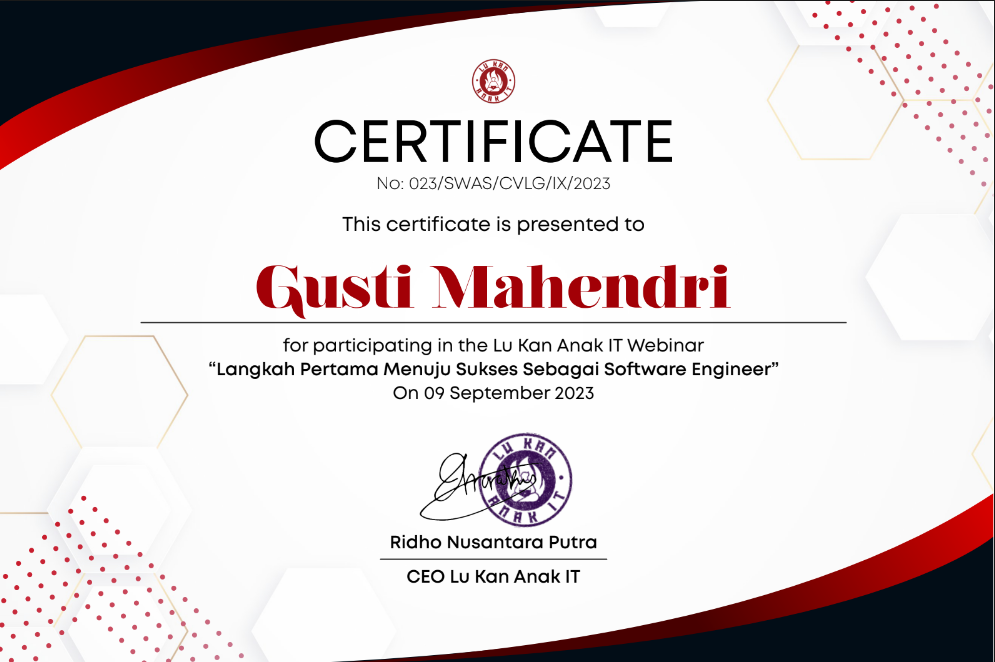 LU KAN
ANAK IT
CERTIFICATE
No: 023/SWAS/CVLG/IX/2023
This certificate is presented to
Gusti Mahendri
for participating in the Lu Kan Anak IT Webinar
“Langkah Pertama Menuju Sukses Sebagai Software Engineer”
On 09 September 2023
LU KAN
ANAK IT
Ridho Nusantara Putra
CEO Lu Kan Anak IT